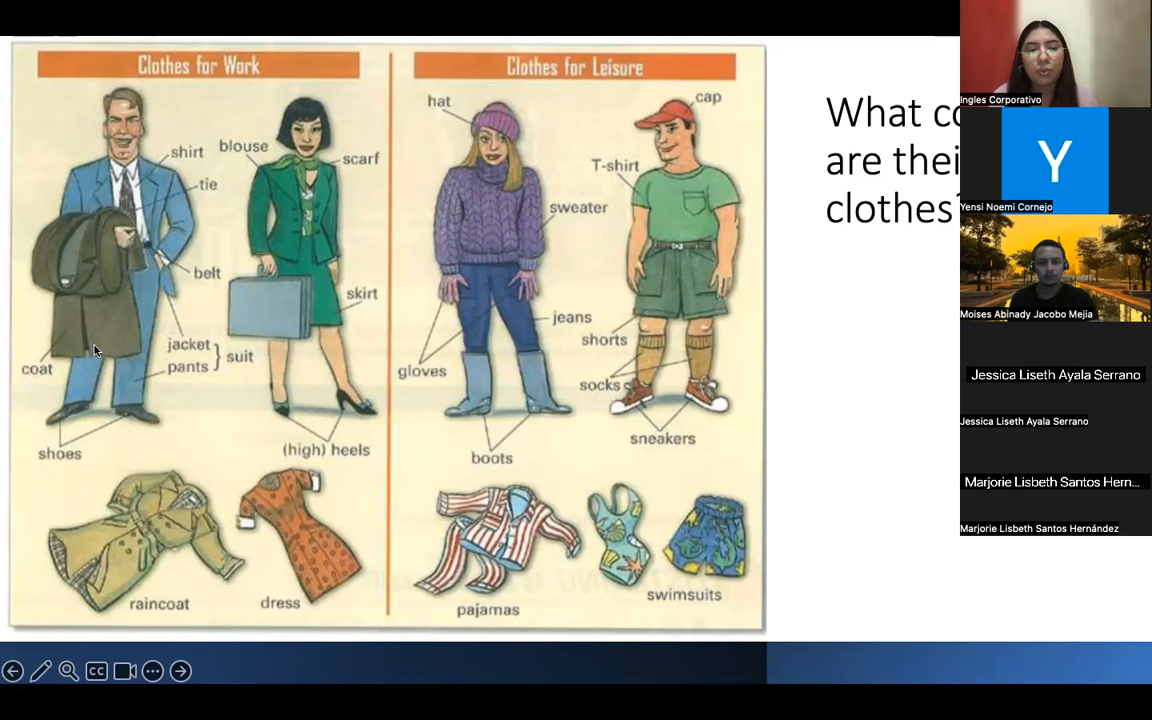 Clothes for Work
shirt
blouse
scarf
tie
belt
skirt
jacket
pants
suit
coat
shoes
(high) heels
raincoat
dress
Clothes for Leisure
hat
cap
T-shirt
sweater
jeans
shorts
gloves
socks
sneakers
boots
pajamas
swimsuits
What
are
clothes
Ingles Corporativo
Y
Yensi Noemi Cornejo
Moises Abinady Jacobo Mejia
Jessica Liseth Ayala Serrano
Jessica Liseth Ayala Serrano
Marjorie Lisbeth Santos Hern...
Marjorie Lisbeth Santos Hernández
CC